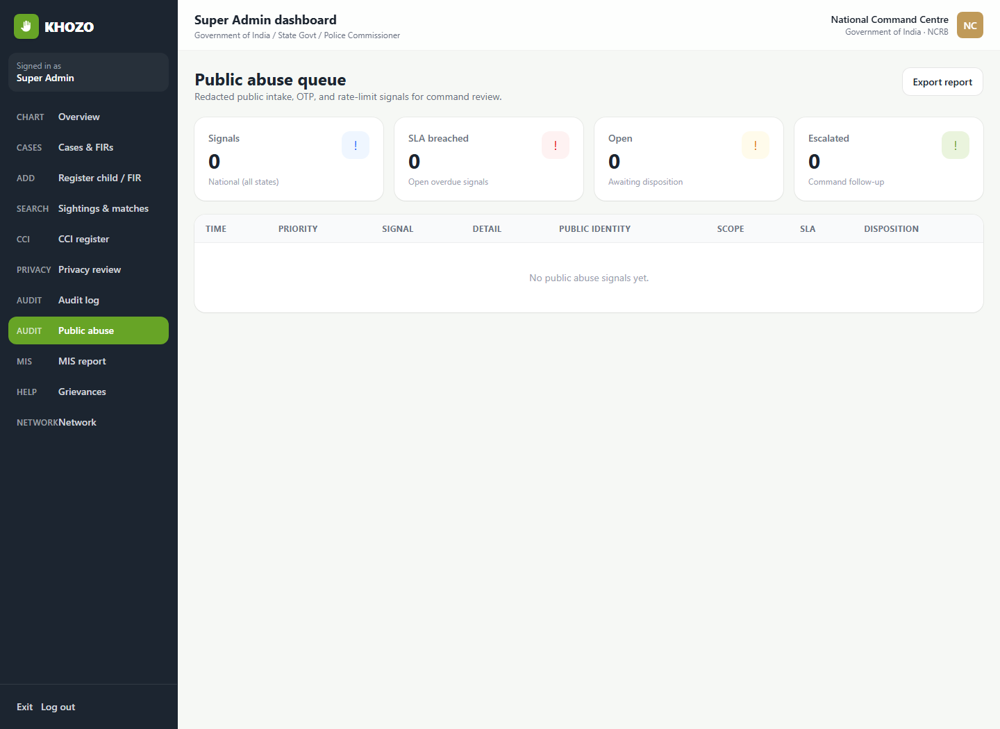 KHOZO
Signed in as
Super Admin
CHART Overview
CASES Cases & FIRs
ADD Register child / FIR
SEARCH Sightings & matches
CCI CCI register
PRIVACY Privacy review
AUDIT Audit log
AUDIT Public abuse
MIS MIS report
HELP Grievances
NETWORK Network
Exit Log out
Super Admin dashboard
Government of India / State Govt / Police Commissioner
National Command Centre
Government of India · NCRB
NC
Public abuse queue
Redacted public intake, OTP, and rate-limit signals for command review.
Export report
Signals
!
0
National (all states)
SLA breached
!
0
Open overdue signals
Open
!
0
Awaiting disposition
Escalated
!
0
Command follow-up
TIME PRIORITY SIGNAL DETAIL PUBLIC IDENTITY SCOPE SLA DISPOSITION
No public abuse signals yet.